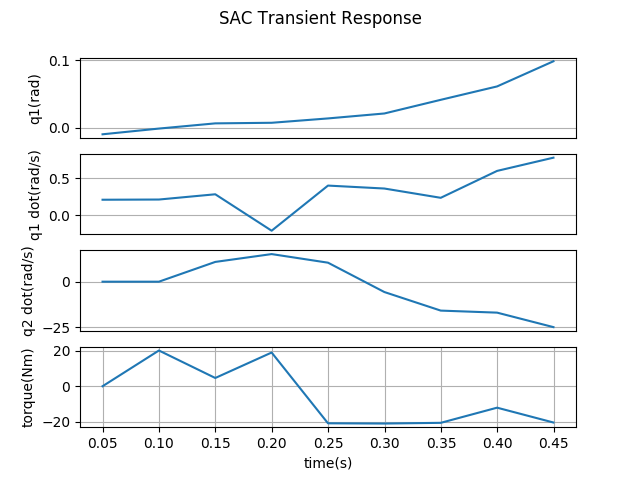 SAC Transient Response
q1(rad)
0.1
0.0
q1 dot(rad/s)
0.5
0.0
q2 dot(rad/s)
0
−25
torque(Nm)
20
0
−20
0.05 0.10 0.15 0.20 0.25 0.30 0.35 0.40 0.45
time(s)